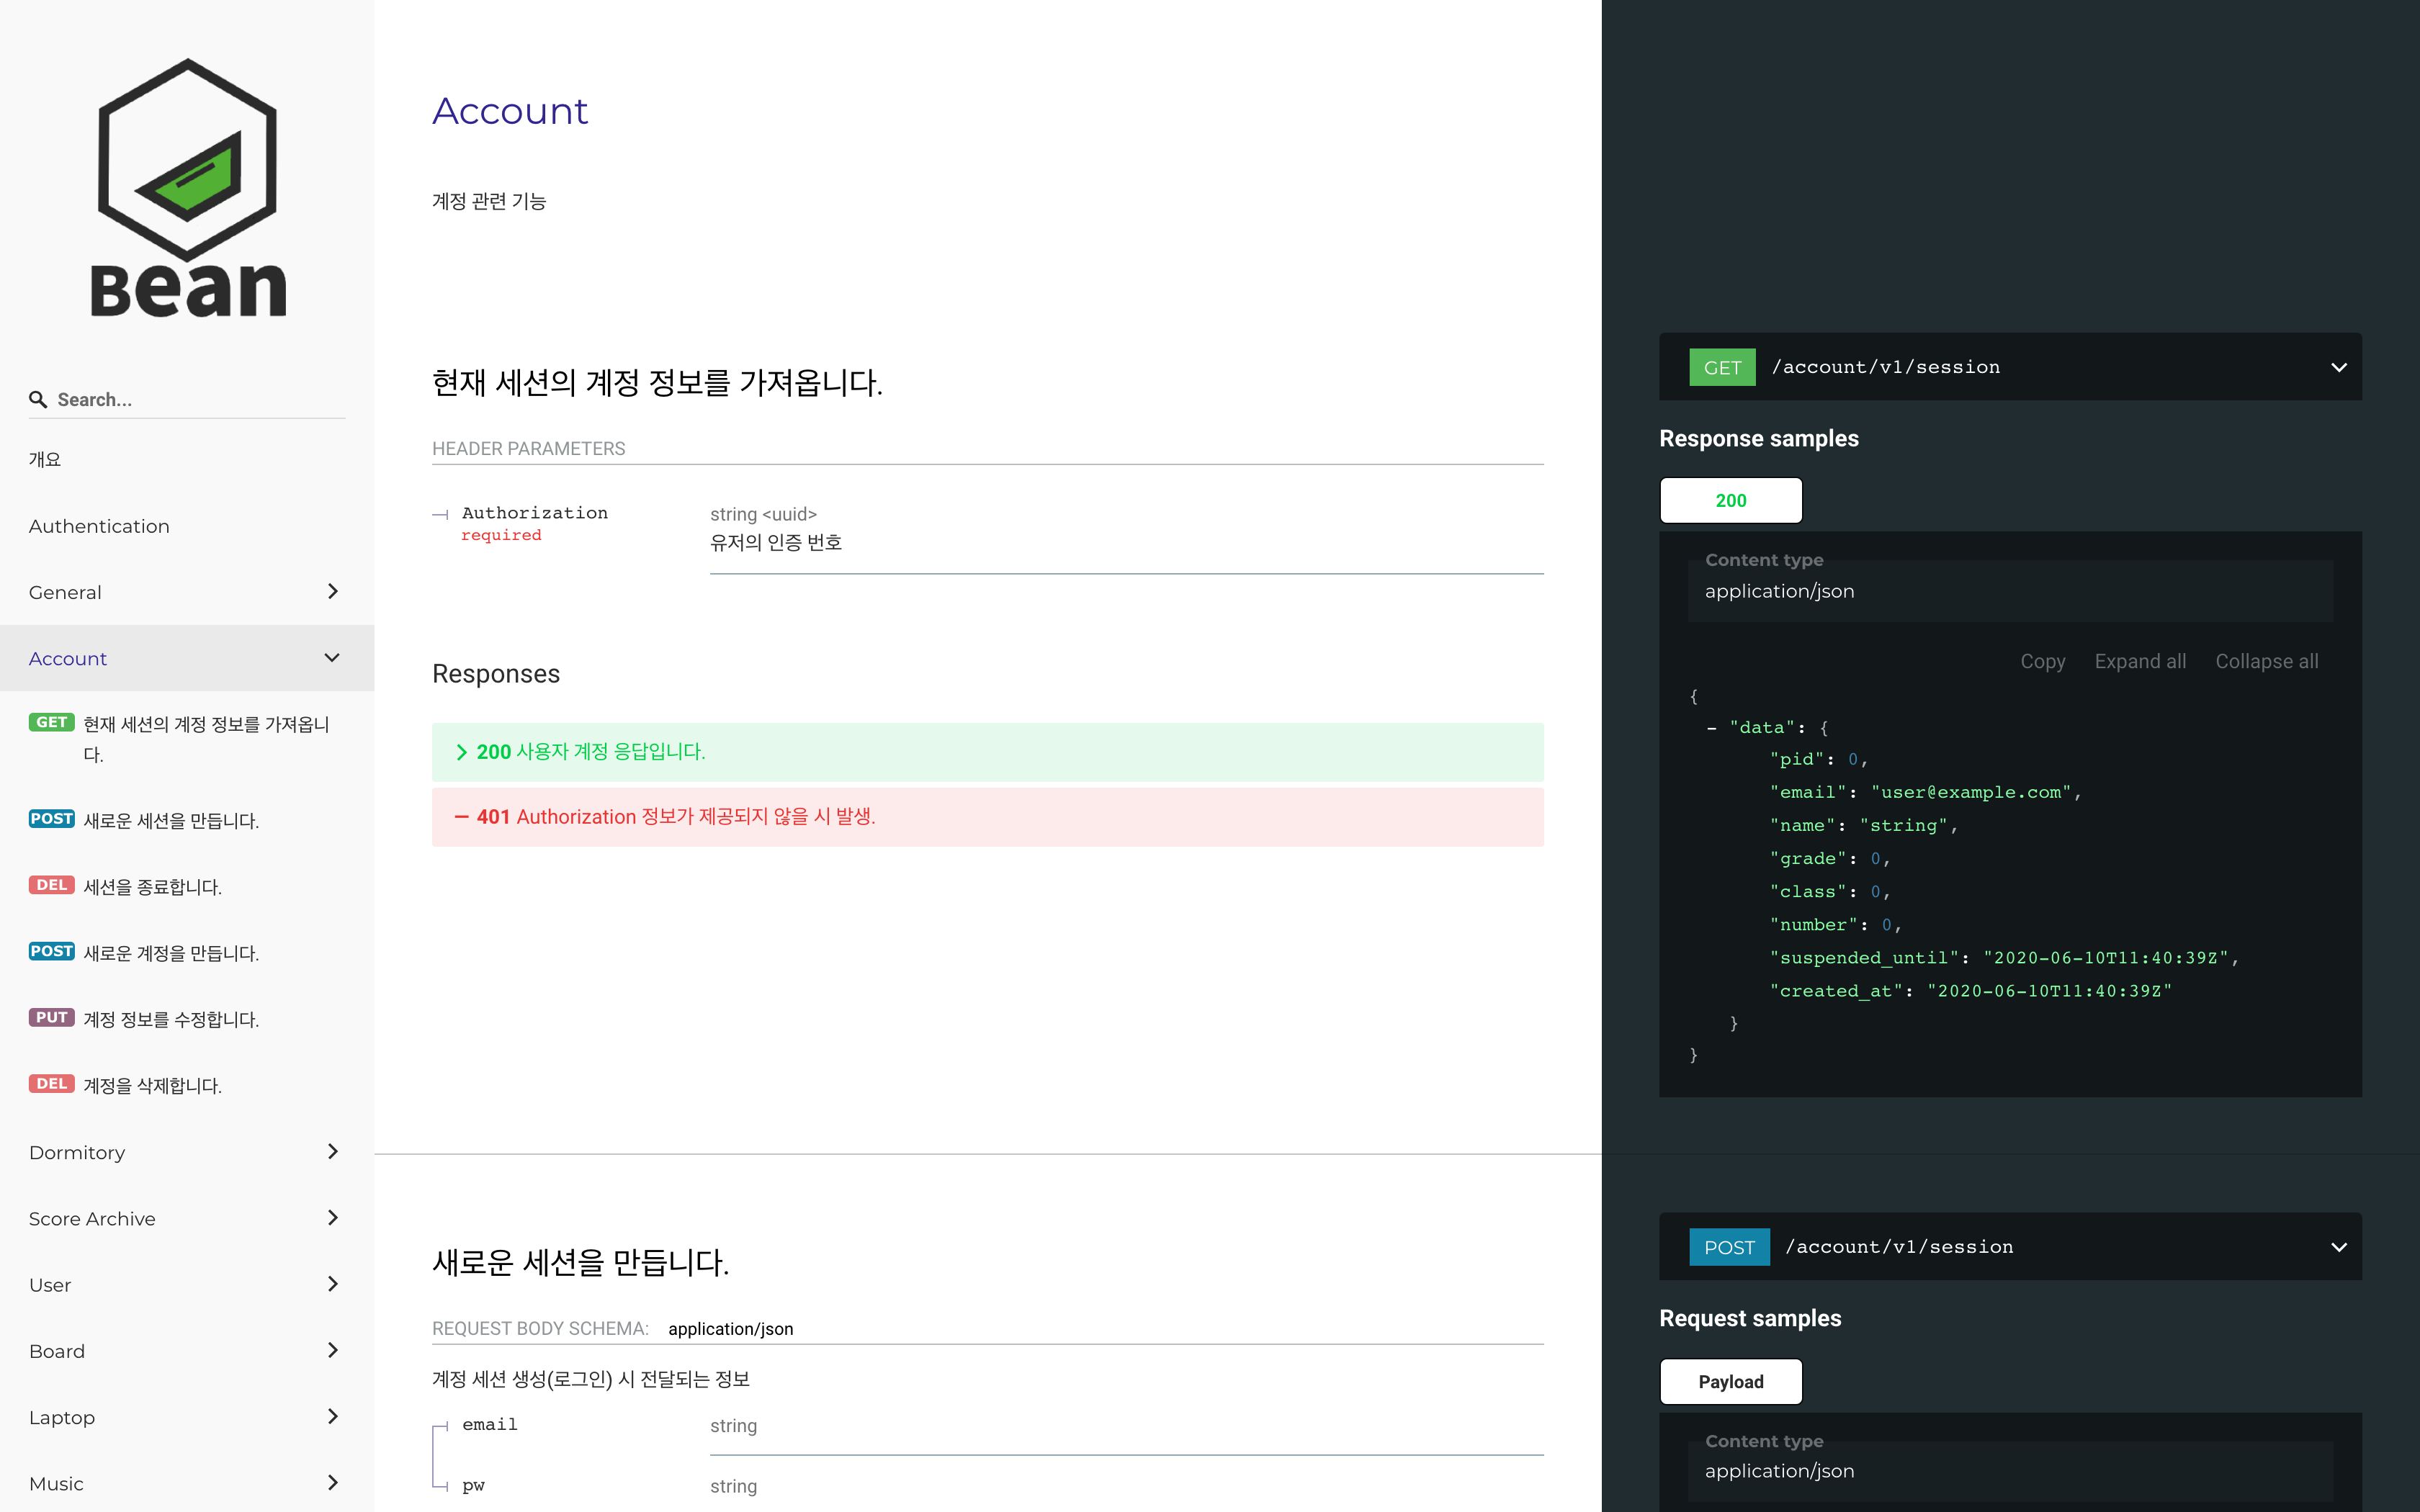 Bean
Search...
개요
Authentication
General
Account
GET 현재 세션의 계정 정보를 가져옵니
다.
POST 새로운 세션을 만듭니다.
DEL 세션을 종료합니다.
POST 새로운 계정을 만듭니다.
PUT 계정 정보를 수정합니다.
DEL 계정을 삭제합니다.
Dormitory
Score Archive
User
Board
Laptop
Music
Account
계정 관련 기능
현재 세션의 계정 정보를 가져옵니다.
HEADER PARAMETERS
Authorization
required
string <uuid>
유저의 인증 번호
Responses
200 사용자 계정 응답입니다.
401 Authorization 정보가 제공되지 않을 시 발생.
새로운 세션을 만듭니다.
REQUEST BODY SCHEMA: application/json
계정 세션 생성(로그인) 시 전달되는 정보
email string
pw string
GET /account/v1/session
Response samples
200
Content type
application/json
Copy Expand all Collapse all
{
- "data": {
"pid": 0,
"email": "user@example.com",
"name": "string",
"grade": 0,
"class": 0,
"number": 0,
"suspended_until": "2020-06-10T11:40:39Z",
"created_at": "2020-06-10T11:40:39Z"
}
}
POST /account/v1/session
Request samples
Payload
Content type
application/json